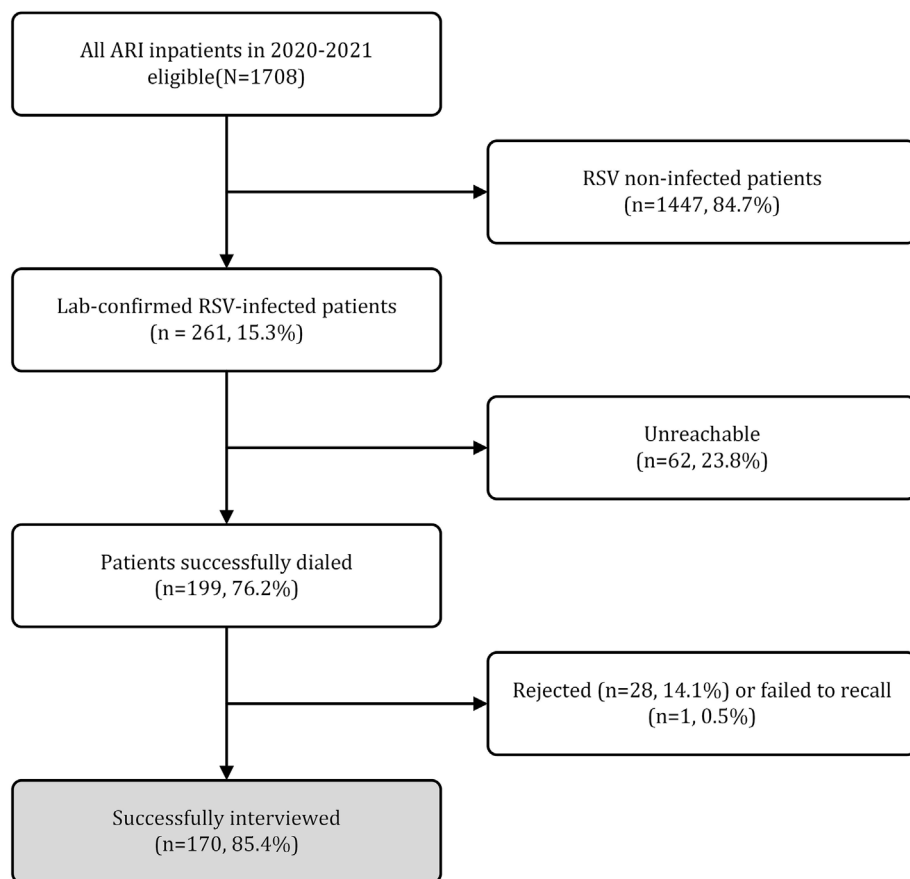 All ARI inpatients in 2020-2021
eligible(N=1708)
RSV non-infected patients
(n=1447, 84.7%)
Lab-confirmed RSV-infected patients
(n = 261, 15.3%)
Unreachable
(n=62, 23.8%)
Patients successfully dialed
(n=199, 76.2%)
Rejected (n=28, 14.1%) or failed to recall
(n=1, 0.5%)
Successfully interviewed
(n=170, 85.4%)